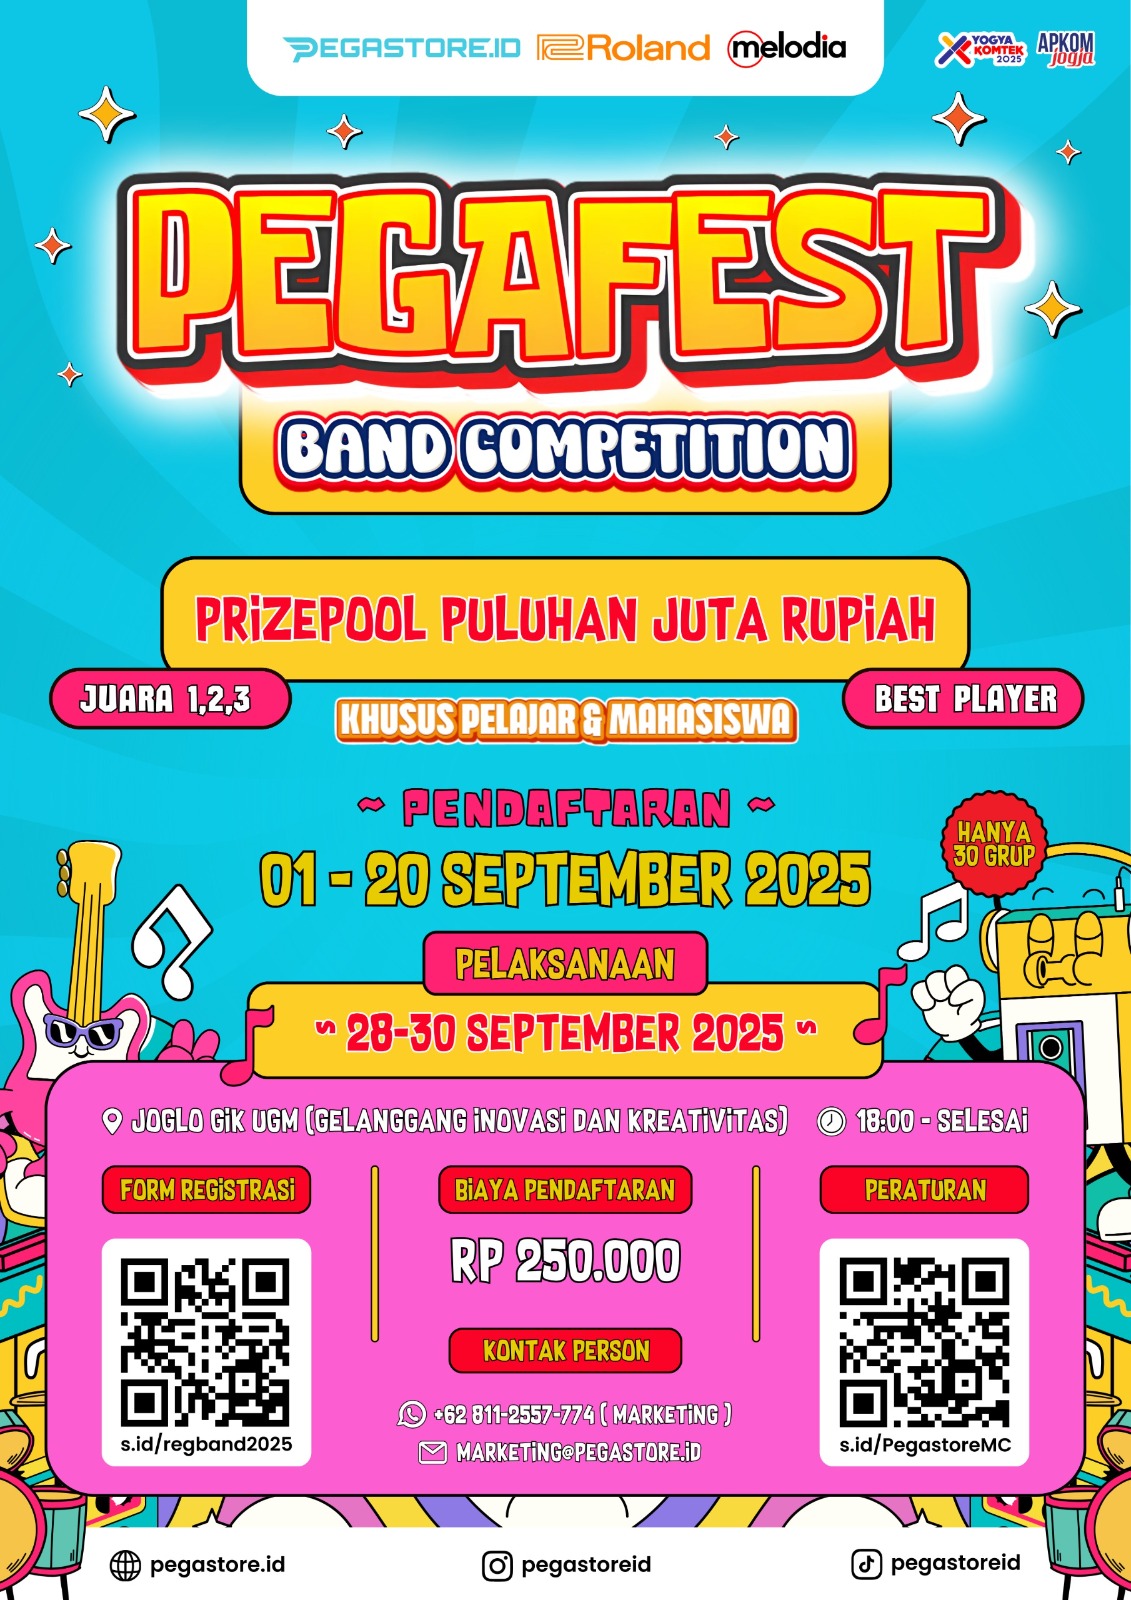 PEGASTORE.ID Roland melodia
YOGYA KOMTEK 2025
APKOM jogja
PEGAFEST
BAND COMPETITION
PRIZEPOOL PULUHAN JUTA RUPIAH
JUARA 1,2,3
BEST PLAYER
KHUSUS PELAJAR & MAHASISWA
~ PENDAFTARAN ~
HANYA
30 GRUP
01 - 20 SEPTEMBER 2025
PELAKSANAAN
~ 28-30 SEPTEMBER 2025 ~
JOGLO GIK UGM (GELANGGANG INOVASI DAN KREATIVITAS)
18:00 - SELESAI
FORM REGISTRASI
s.id/regband2025
BIAYA PENDAFTARAN
RP 250.000
KONTAK PERSON
+62 811-2557-774 ( MARKETING )
MARKETING@PEGASTORE.ID
PERATURAN
s.id/PegastoreMC
pegastore.id
pegastoreid
pegastoreid